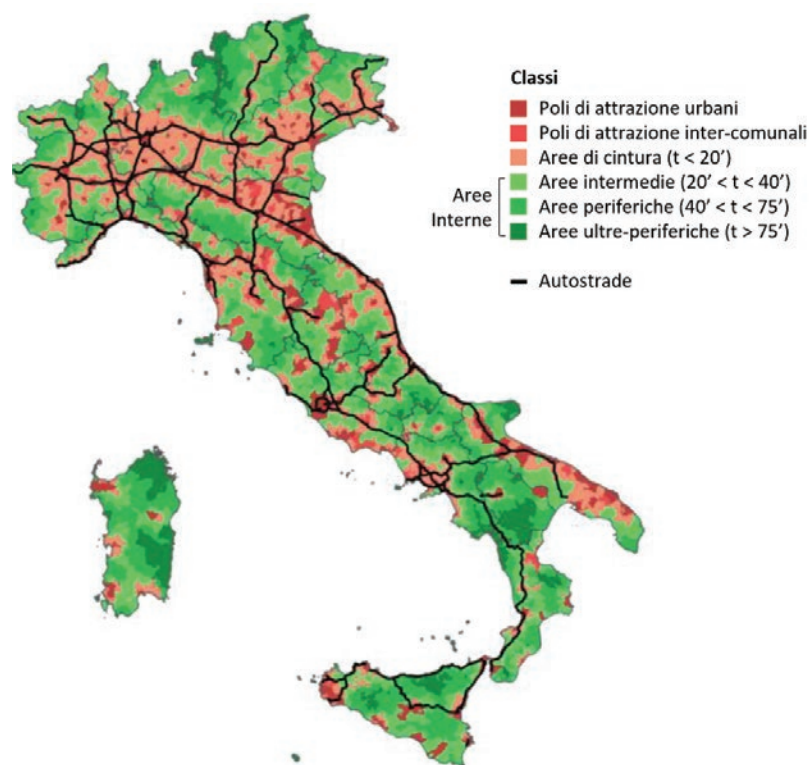 Classi
Poli di attrazione urbani
Poli di attrazione inter-comunali
Aree di cintura (t < 20')
Aree Interne
Aree intermedie (20' < t < 40')
Aree periferiche (40' < t < 75')
Aree ultre-periferiche (t > 75')
Autostrade